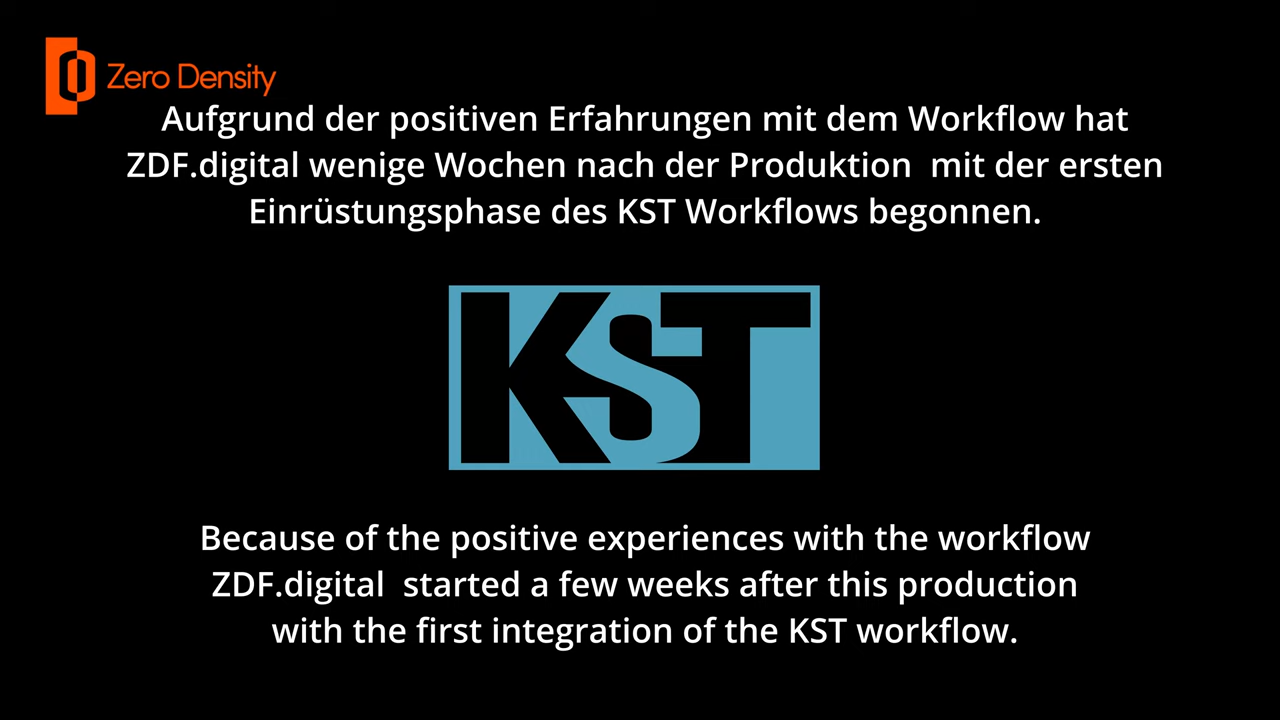 Zero Density
Aufgrund der positiven Erfahrungen mit dem Workflow hat
ZDF.digital wenige Wochen nach der Produktion  mit der ersten
Einrüstungsphase des KST Workflows begonnen.
KST
Because of the positive experiences with the workflow
ZDF.digital  started a few weeks after this production
with the first integration of the KST workflow.